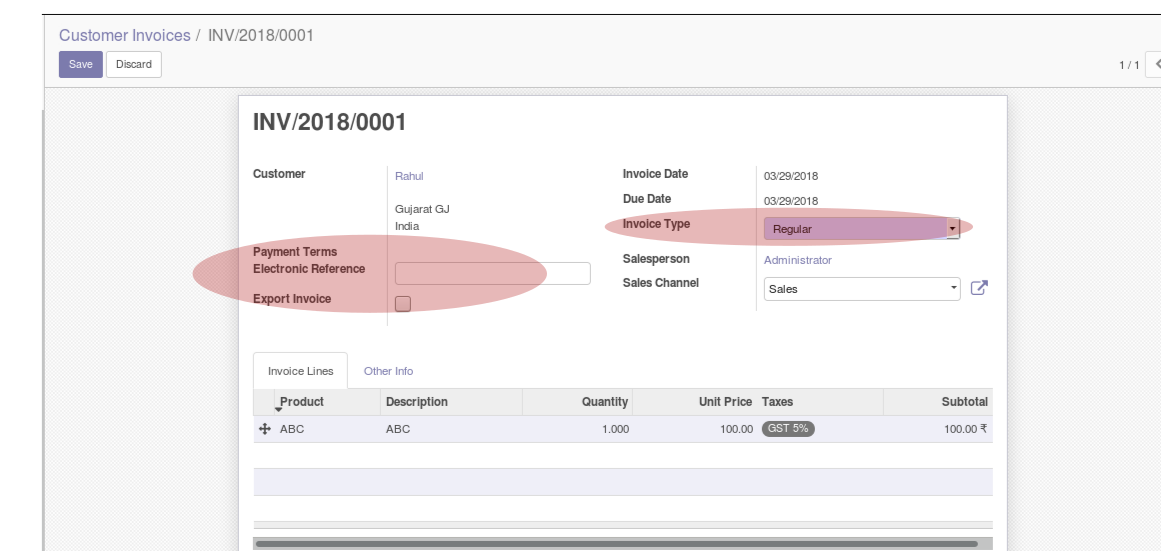 Customer Invoices / INV/2018/0001
Save Discard
1 / 1
INV/2018/0001
Customer Rahul
Gujarat GJ
India
Payment Terms
Electronic Reference
Export Invoice
Invoice Date 03/29/2018
Due Date 03/29/2018
Invoice Type Regular
Salesperson Administrator
Sales Channel Sales
Invoice Lines Other Info
Product Description Quantity Unit Price Taxes Subtotal
ABC ABC 1.000 100.00 GST 5% 100.00 ₹